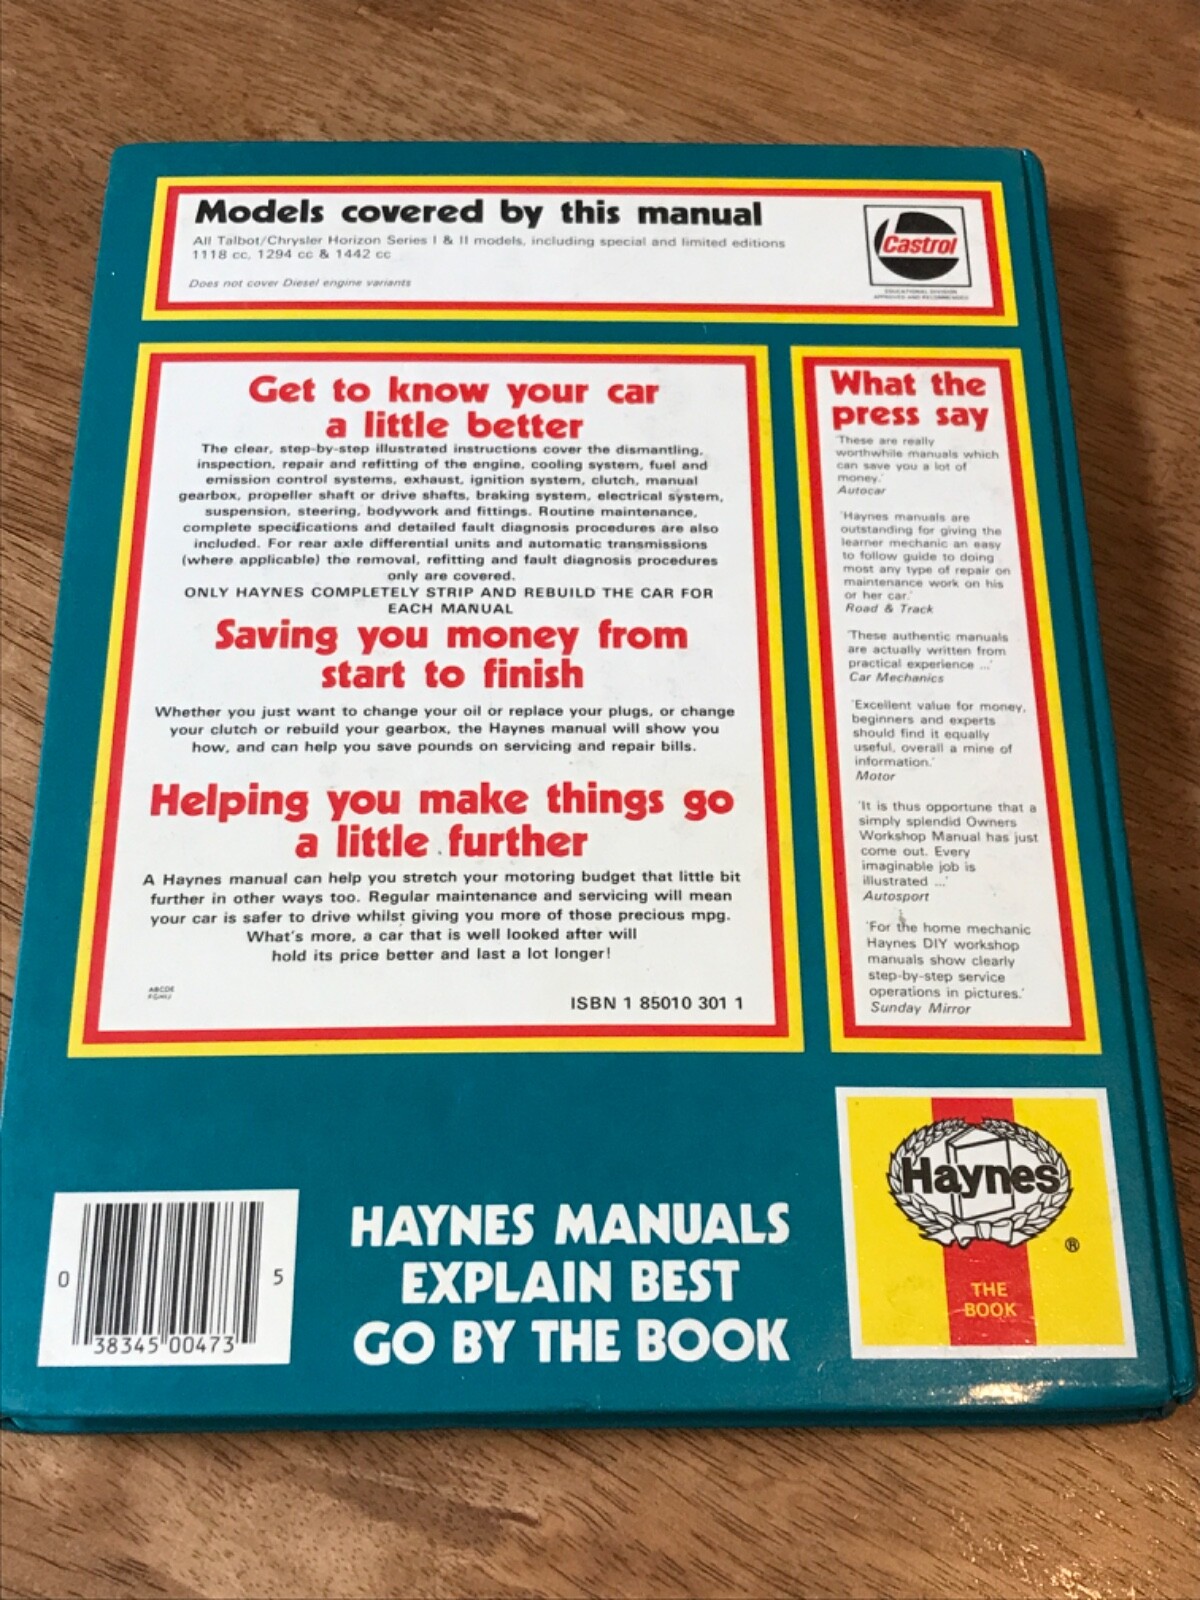 Models covered by this manual
All Talbot/Chrysler Horizon Series I & II models, including special and limited editions
1118 cc, 1294 cc & 1442 cc
Does not cover Diesel engine variants
Castrol
EDUCATIONAL DIVISION
APPROVED AND RECOMMENDED
Get to know your car
a little better
The clear, step-by-step illustrated instructions cover the dismantling,
inspection, repair and refitting of the engine, cooling system, fuel and
emission control systems, exhaust, ignition system, clutch, manual
gearbox, propeller shaft or drive shafts, braking system, electrical system,
suspension, steering, bodywork and fittings. Routine maintenance,
complete specifications and detailed fault diagnosis procedures are also
included. For rear axle differential units and automatic transmissions
(where applicable) the removal, refitting and fault diagnosis procedures
only are covered.
ONLY HAYNES COMPLETELY STRIP AND REBUILD THE CAR FOR
EACH MANUAL
Saving you money from
start to finish
Whether you just want to change your oil or replace your plugs, or change
your clutch or rebuild your gearbox, the Haynes manual will show you
how, and can help you save pounds on servicing and repair bills.
Helping you make things go
a little further
A Haynes manual can help you stretch your motoring budget that little bit
further in other ways too. Regular maintenance and servicing will mean
your car is safer to drive whilst giving you more of those precious mpg.
What's more, a car that is well looked after will
hold its price better and last a lot longer!
ABCDE
FGHIJ
ISBN 1 85010 301 1
What the
press say
'These are really
worthwhile manuals which
can save you a lot of
money.'
Autocar
'Haynes manuals are
outstanding for giving the
learner mechanic an easy
to follow guide to doing
most any type of repair on
maintenance work on his
or her car.'
Road & Track
'These authentic manuals
are actually written from
practical experience ...'
Car Mechanics
'Excellent value for money,
beginners and experts
should find it equally
useful, overall a mine of
information.'
Motor
'It is thus opportune that a
simply splendid Owners
Workshop Manual has just
come out. Every
imaginable job is
illustrated ...'
Autosport
'For the home mechanic
Haynes DIY workshop
manuals show clearly
step-by-step service
operations in pictures.'
Sunday Mirror
0 38345 00473 5
HAYNES MANUALS
EXPLAIN BEST
GO BY THE BOOK
Haynes
®
THE
BOOK